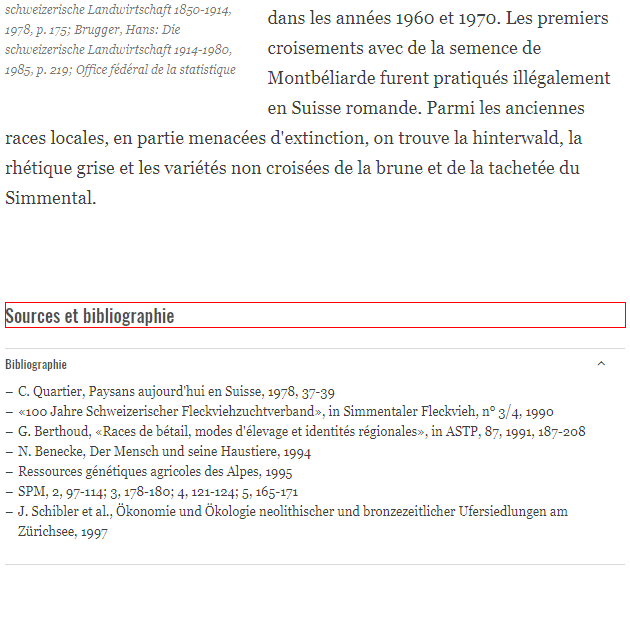 schweizerische Landwirtschaft 1850-1914,
1978, p. 175; Brugger, Hans: Die
schweizerische Landwirtschaft 1914-1980,
1985, p. 219; Office fédéral de la statistique
dans les années 1960 et 1970. Les premiers
croisements avec de la semence de
Montbéliarde furent pratiqués illégalement
en Suisse romande. Parmi les anciennes
races locales, en partie menacées d'extinction, on trouve la hinterwald, la
rhétique grise et les variétés non croisées de la brune et de la tachetée du
Simmental.
Sources et bibliographie
Bibliographie
– C. Quartier, Paysans aujourd'hui en Suisse, 1978, 37-39
– «100 Jahre Schweizerischer Fleckviehzuchtverband», in Simmentaler Fleckvieh, n° 3/4, 1990
– G. Berthoud, «Races de bétail, modes d'élevage et identités régionales», in ASTP, 87, 1991, 187-208
– N. Benecke, Der Mensch und seine Haustiere, 1994
– Ressources génétiques agricoles des Alpes, 1995
– SPM, 2, 97-114; 3, 178-180; 4, 121-124; 5, 165-171
– J. Schibler et al., Ökonomie und Ökologie neolithischer und bronzezeitlicher Ufersiedlungen am
Zürichsee, 1997